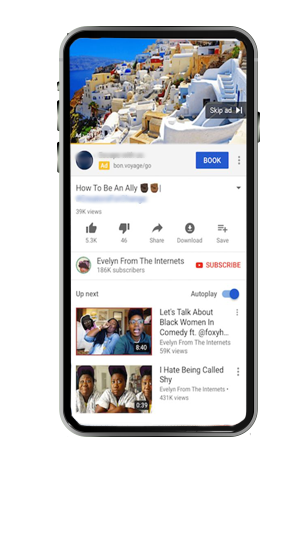 Skip ad
Ad
bon.voyage/go
BOOK
How To Be An Ally ✊🏿✊🏾|
39K views
5.3K
46
Share
Download
Save
Evelyn From The Internets
186K subscribers
SUBSCRIBE
Up next
Autoplay
Let's Talk About
Black Women In
Comedy ft. @foxyh...
Evelyn From The Internets
59K views
8:40
I Hate Being Called
Shy
Evelyn From The Internets •
431K views
0:39